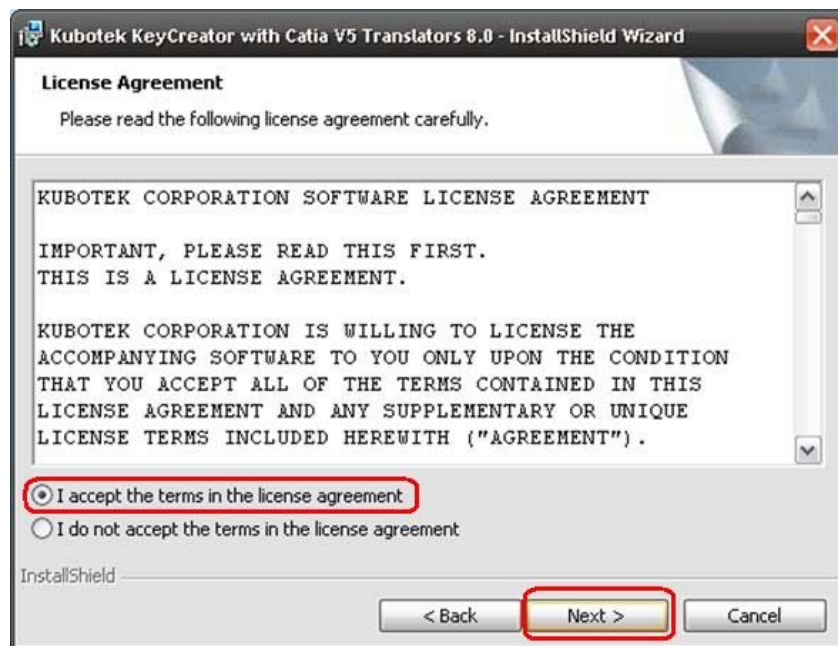 Kubotek KeyCreator with Catia V5 Translators 8.0 - InstallShield Wizard
License Agreement
Please read the following license agreement carefully.
KUBOTEK CORPORATION SOFTWARE LICENSE AGREEMENT
IMPORTANT, PLEASE READ THIS FIRST.
THIS IS A LICENSE AGREEMENT.
KUBOTEK CORPORATION IS WILLING TO LICENSE THE
ACCOMPANYING SOFTWARE TO YOU ONLY UPON THE CONDITION
THAT YOU ACCEPT ALL OF THE TERMS CONTAINED IN THIS
LICENSE AGREEMENT AND ANY SUPPLEMENTARY OR UNIQUE
LICENSE TERMS INCLUDED HEREWITH ("AGREEMENT").
I accept the terms in the license agreement
I do not accept the terms in the license agreement
InstallShield
< Back Next > Cancel